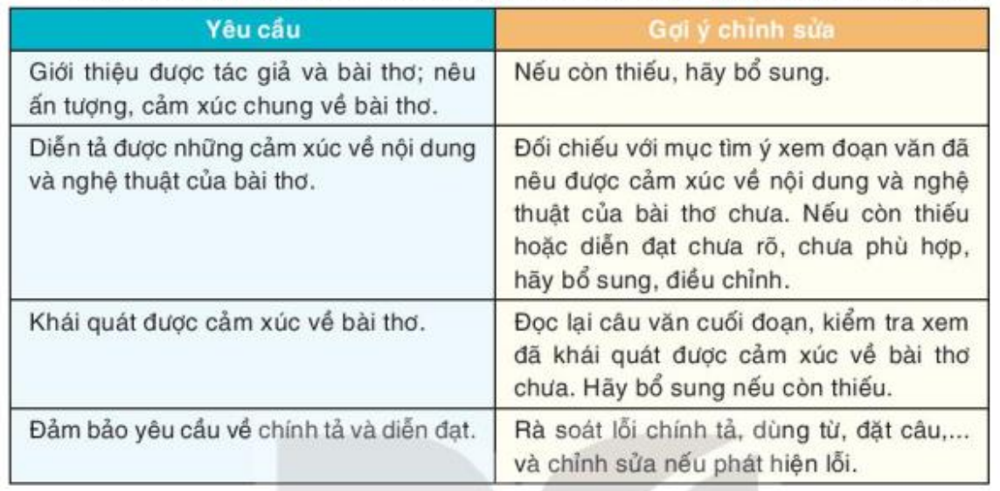 Yêu cầu
Gợi ý chỉnh sửa
Giới thiệu được tác giả và bài thơ; nêu
ấn tượng, cảm xúc chung về bài thơ.
Nếu còn thiếu, hãy bổ sung.
Diễn tả được những cảm xúc về nội dung
và nghệ thuật của bài thơ.
Đối chiếu với mục tìm ý xem đoạn văn đã
nêu được cảm xúc về nội dung và nghệ
thuật của bài thơ chưa. Nếu còn thiếu
hoặc diễn đạt chưa rõ, chưa phù hợp,
hãy bổ sung, điều chỉnh.
Khái quát được cảm xúc về bài thơ.
Đọc lại câu văn cuối đoạn, kiểm tra xem
đã khái quát được cảm xúc về bài thơ
chưa. Hãy bổ sung nếu còn thiếu.
Đảm bảo yêu cầu về chính tả và diễn đạt.
Rà soát lỗi chính tả, dùng từ, đặt câu,...
và chỉnh sửa nếu phát hiện lỗi.